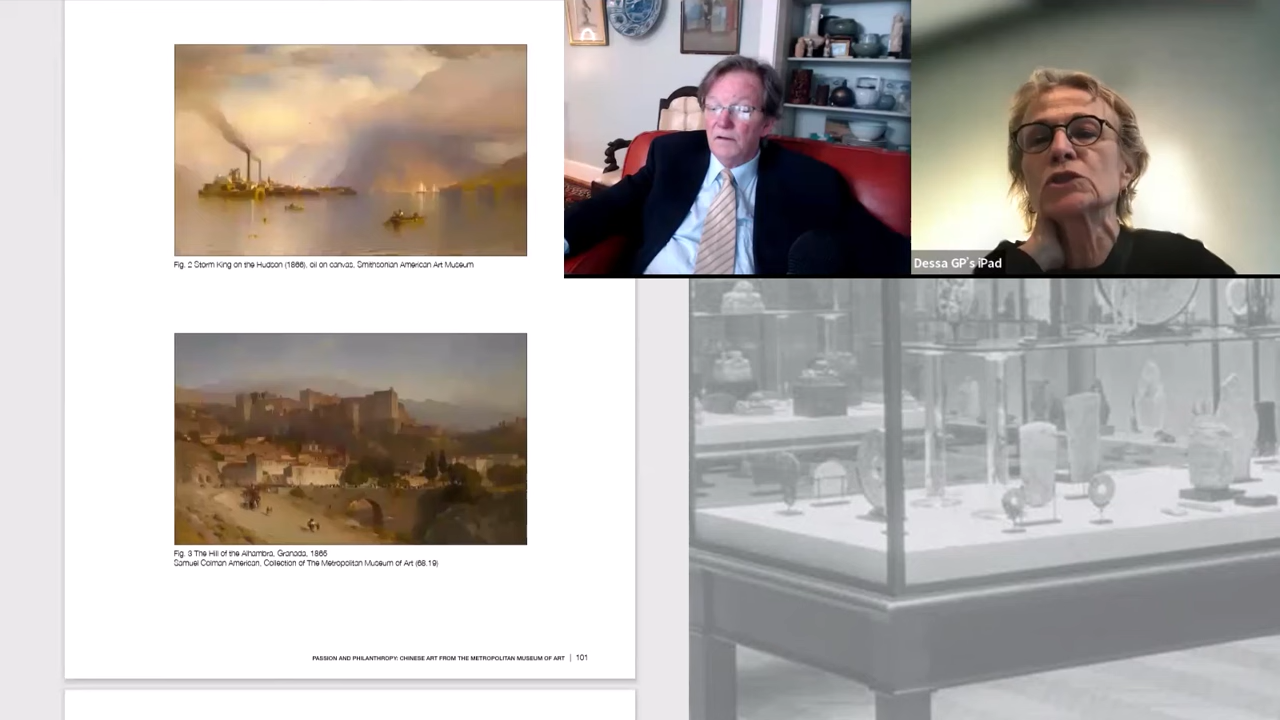 Fig. 2 Storm King on the Hudson (1866), oil on canvas, Smithsonian American Art Museum
Dessa GP's iPad
Fig. 3 The Hill of the Alhambra, Granada, 1865
Samuel Colman American, Collection of The Metropolitan Museum of Art (68.19)
PASSION AND PHILANTHROPY: CHINESE ART FROM THE METROPOLITAN MUSEUM OF ART | 101